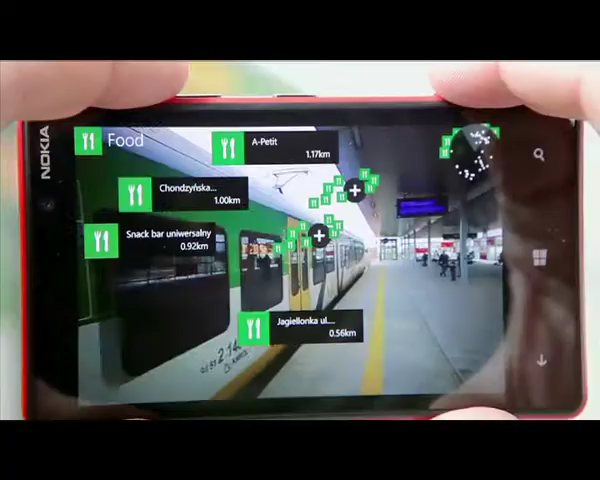 NOKIA
Food
A-Petit
1.17km
Chondzyńska...
1.00km
Snack bar uniwersalny
0.92km
Jagiellonka ul....
0.56km